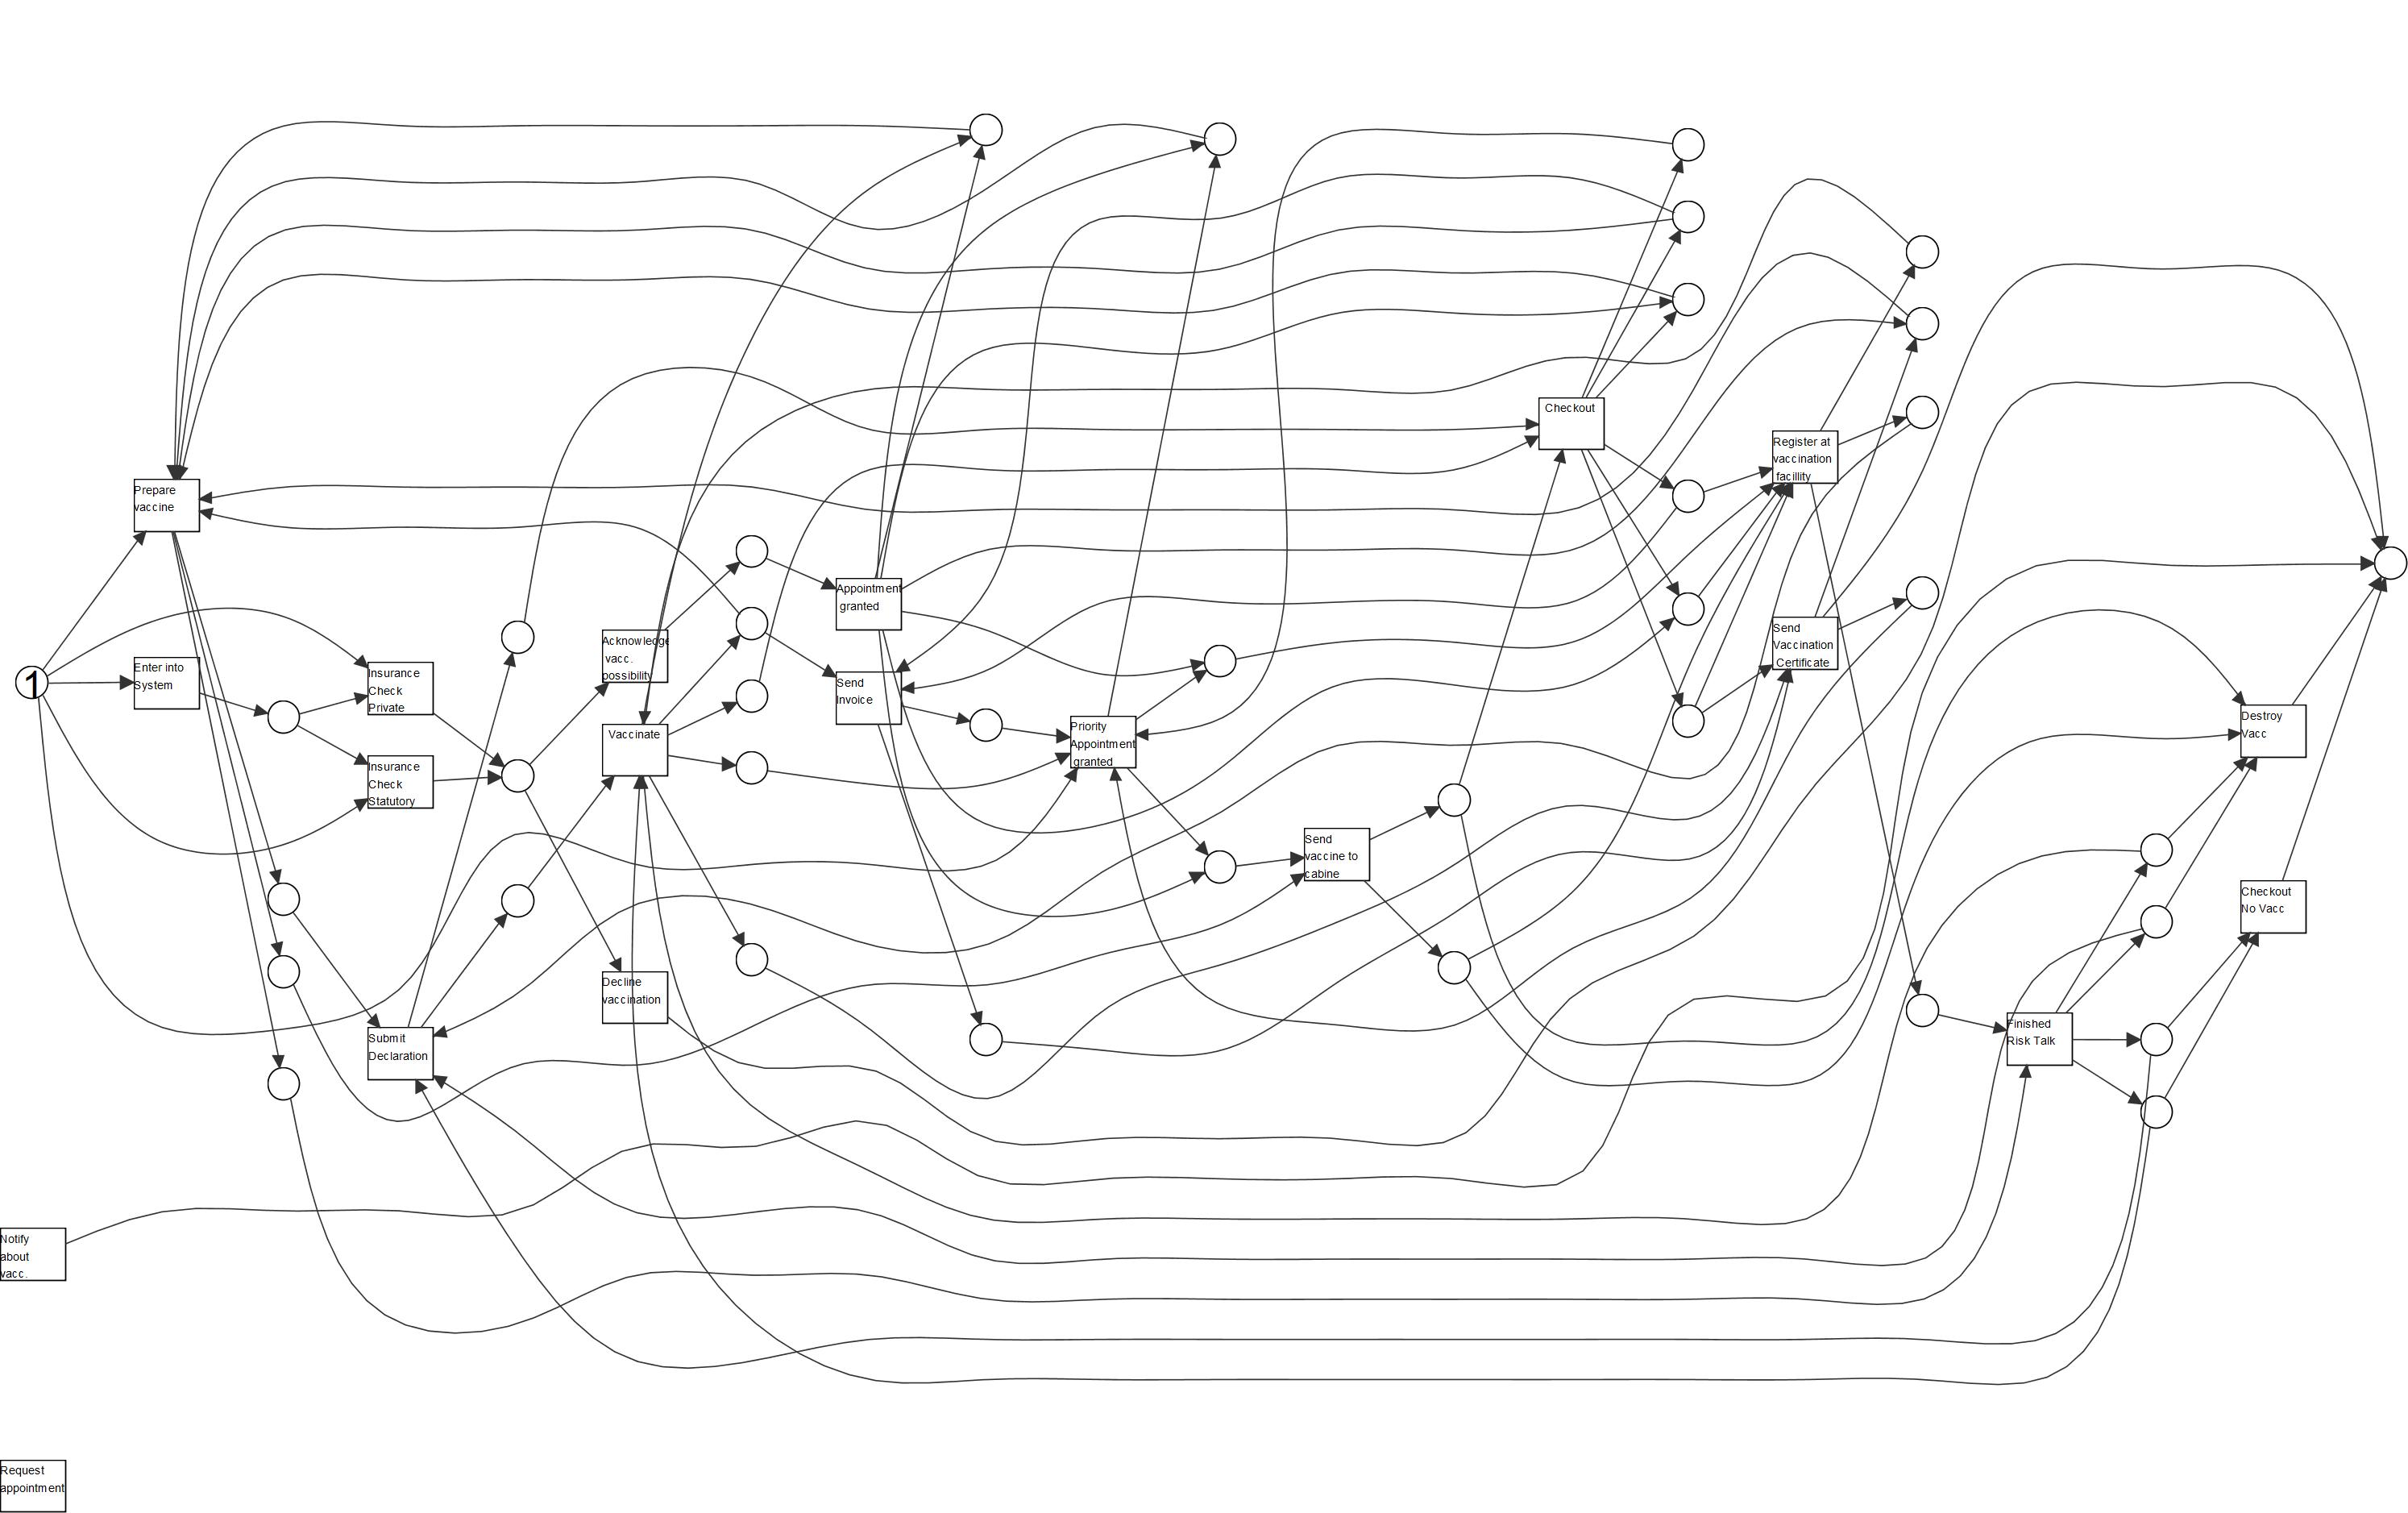 Checkout
Register at
vaccination
facillity
Prepare
vaccine
Appointment
granted
Acknowledge
vacc.
possibility
Send
Vaccination
Certificate
Enter into
System
Insurance
Check
Private
Send
Invoice
1
Vaccinate
Priority
Appointment
granted
Destroy
Vacc
Insurance
Check
Statutory
Send
vaccine to
cabine
Checkout
No Vacc
Decline
vaccination
Submit
Declaration
Finished
Risk Talk
Notify
about
vacc.
Request
appointment